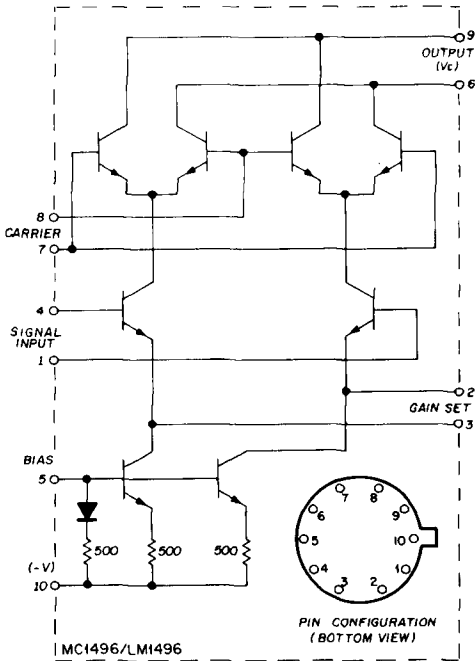 9
OUTPUT
(Vc)
6
8
CARRIER
7
4
SIGNAL
INPUT
1
2
GAIN SET
3
BIAS
5
500
500
500
(-V)
10
7
8
6
9
5
10
4
1
3
2
PIN CONFIGURATION
(BOTTOM VIEW)
MC1496/LM1496